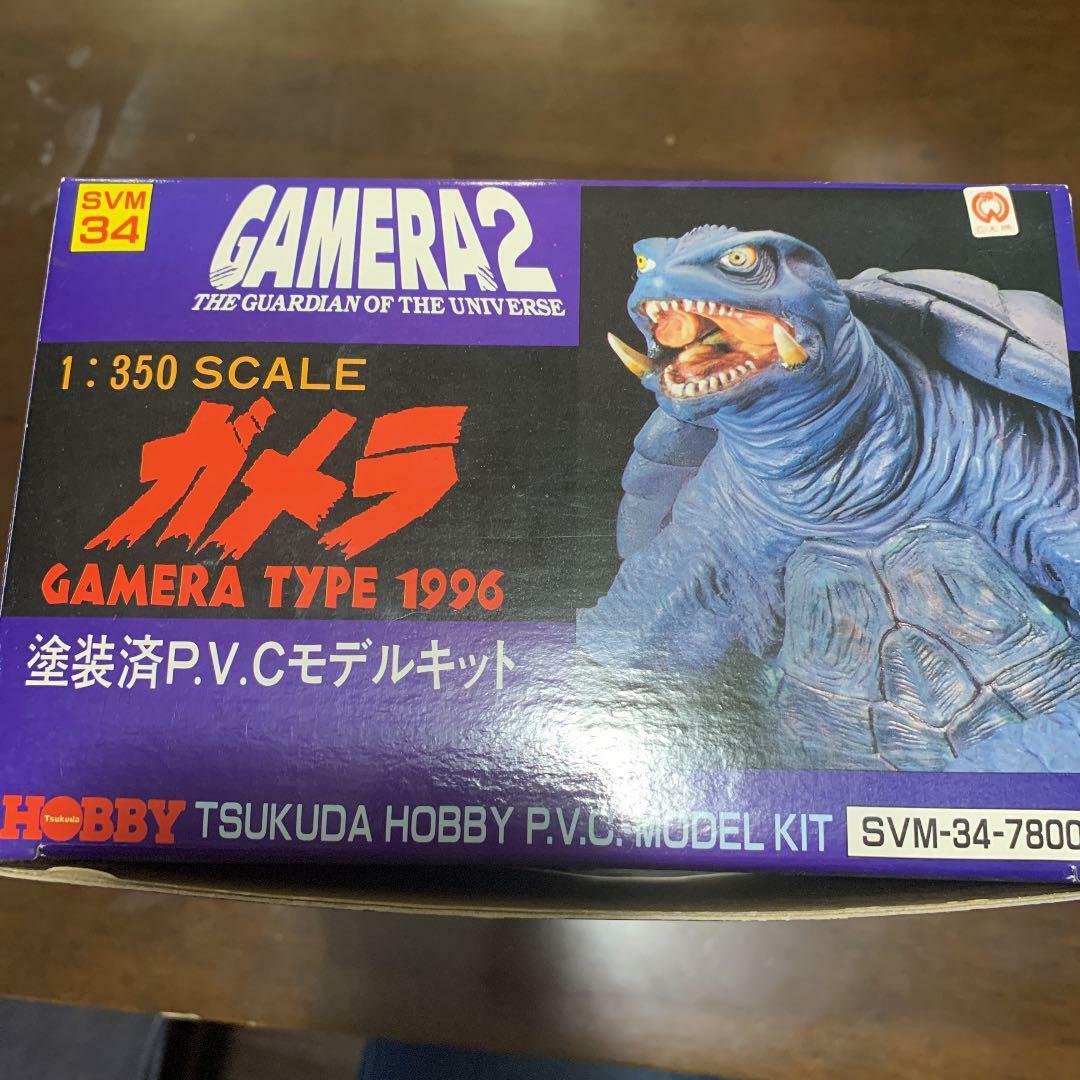 SVM
34
GAMERA2
THE GUARDIAN OF THE UNIVERSE
1:350 SCALE
ガメラ
GAMERA TYPE 1996
塗装済P.V.Cモデルキット
HOBBY
Tsukuda
TSUKUDA HOBBY P.V.C. MODEL KIT
SVM-34-7800